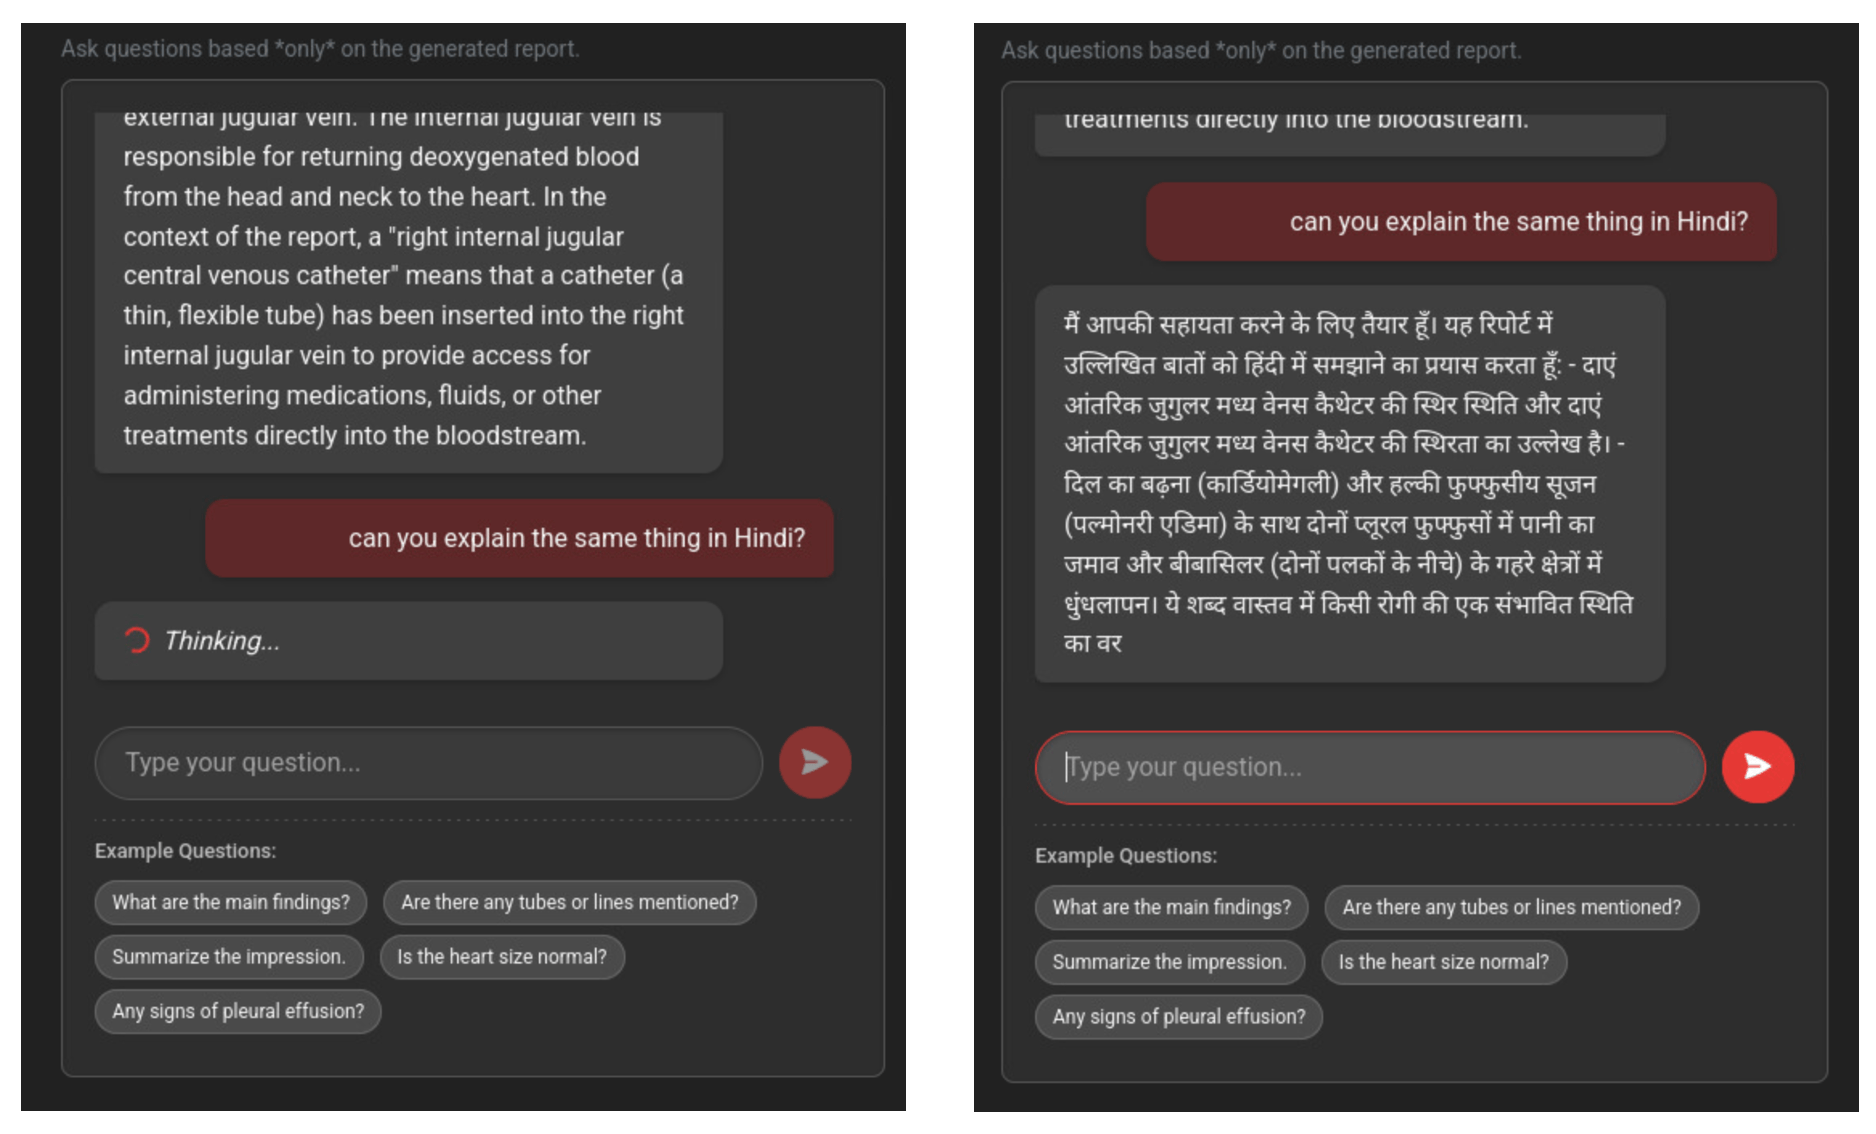 Ask questions based *only* on the generated report.
external jugular vein. The internal jugular vein is
responsible for returning deoxygenated blood
from the head and neck to the heart. In the
context of the report, a "right internal jugular
central venous catheter" means that a catheter (a
thin, flexible tube) has been inserted into the right
internal jugular vein to provide access for
administering medications, fluids, or other
treatments directly into the bloodstream.
can you explain the same thing in Hindi?
Thinking...
Type your question...
Example Questions:
What are the main findings?
Are there any tubes or lines mentioned?
Summarize the impression.
Is the heart size normal?
Any signs of pleural effusion?
Ask questions based *only* on the generated report.
treatments directly into the bloodstream.
can you explain the same thing in Hindi?
मैं आपकी सहायता करने के लिए तैयार हूँ। यह रिपोर्ट में
उल्लिखित बातों को हिंदी में समझाने का प्रयास करता हूँ: - दाएं
आंतरिक जुगुलर मध्य वेनस कैथेटर की स्थिर स्थिति और दाएं
आंतरिक जुगुलर मध्य वेनस कैथेटर की स्थिरता का उल्लेख है। -
दिल का बढ़ना (कार्डियोमेगली) और हल्की फुफ्फुसीय सूजन
(पल्मोनरी एडिमा) के साथ दोनों प्लूरल फुफ्फुसों में पानी का
जमाव और बीबासिलर (दोनों पलकों के नीचे) के गहरे क्षेत्रों में
धुंधलापन। ये शब्द वास्तव में किसी रोगी की एक संभावित स्थिति
का वर
Type your question...
Example Questions:
What are the main findings?
Are there any tubes or lines mentioned?
Summarize the impression.
Is the heart size normal?
Any signs of pleural effusion?